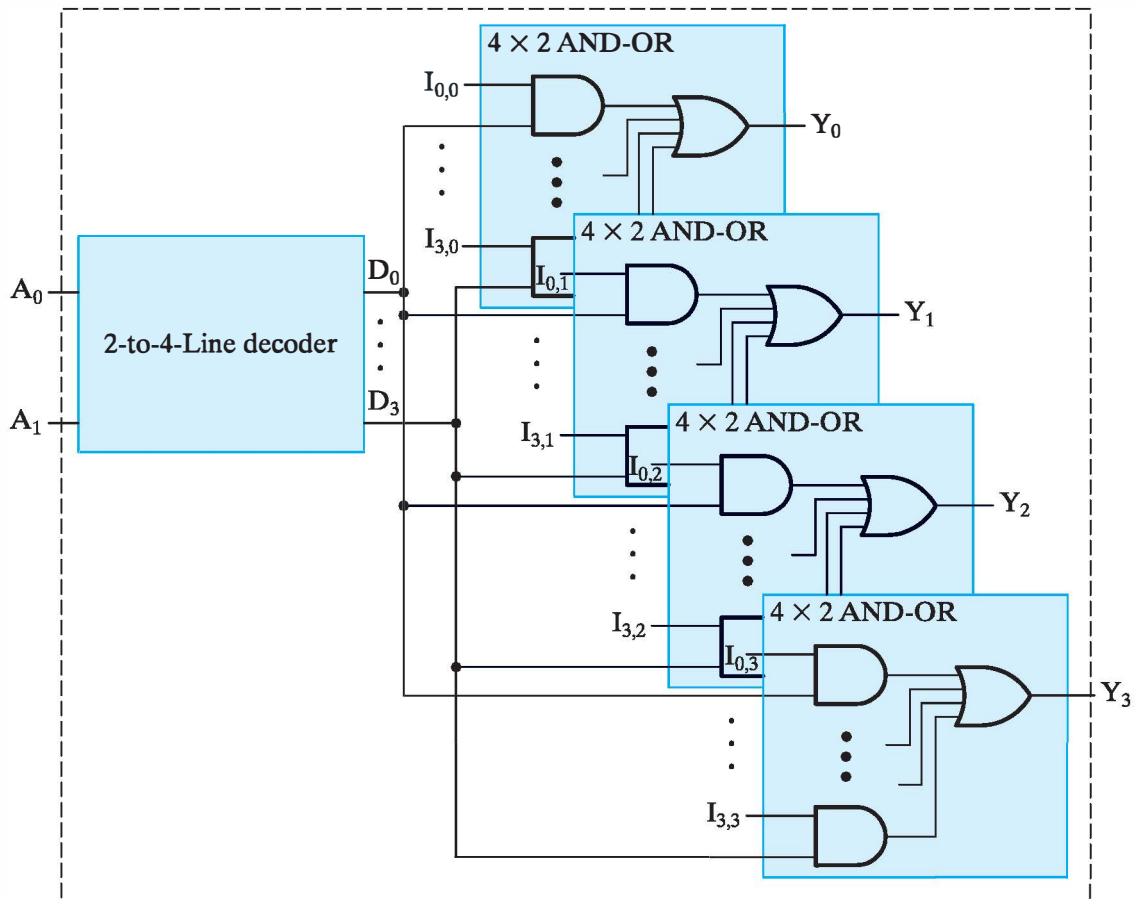 4 × 2 AND-OR
I0,0
Y0
I3,0
4 × 2 AND-OR
I0,1
Y1
A0
D0
2-to-4-Line decoder
A1
D3
I3,1
4 × 2 AND-OR
I0,2
Y2
I3,2
4 × 2 AND-OR
I0,3
Y3
I3,3